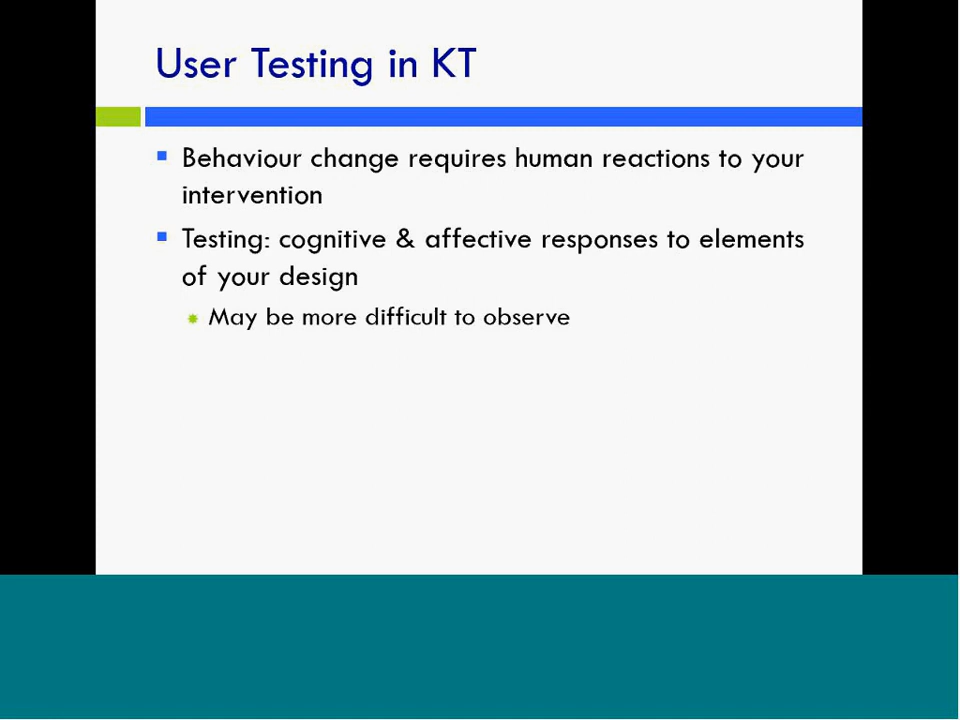 User Testing in KT
Behaviour change requires human reactions to your
intervention
Testing: cognitive & affective responses to elements
of your design
May be more difficult to observe